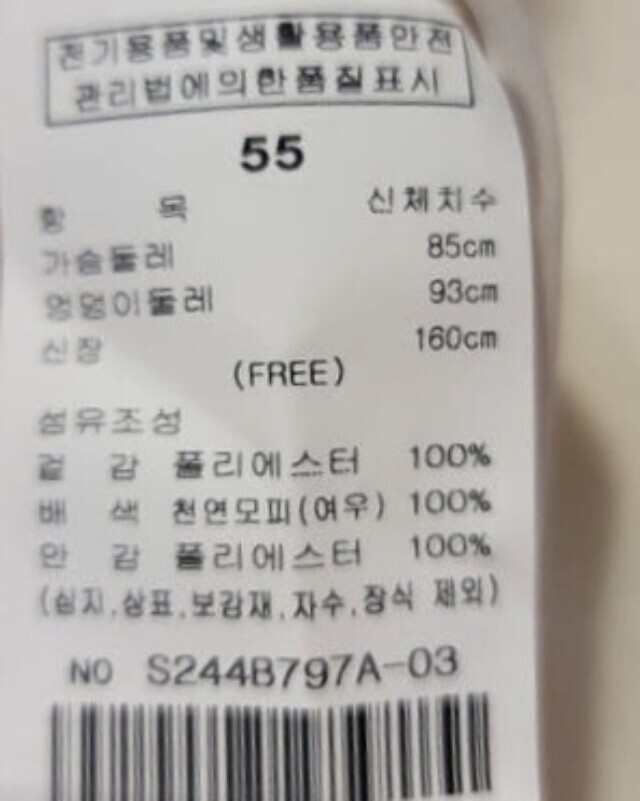 전기용품및생활용품안전
관리법에의한품질표시
55
항 목 신체치수
가슴둘레 85cm
엉덩이둘레 93cm
신장 160cm
(FREE)
섬유조성
겉 감 폴리에스터 100%
배 색 천연모피(여우) 100%
안 감 폴리에스터 100%
(심지,상표,보강재,자수,장식 제외)
NO S244B797A-03